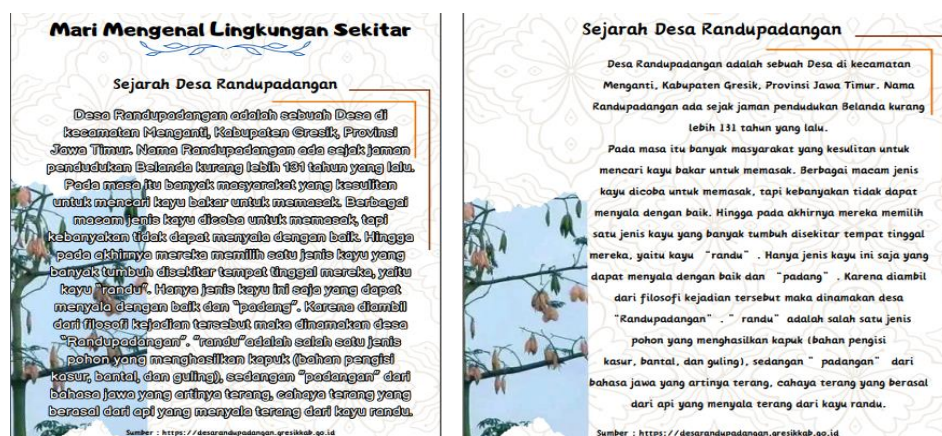 Mari Mengenal Lingkungan Sekitar
Sejarah Desa Randupadangan
Desa Randupadangan adalah sebuah Desa di
kecamatan Menganti, Kabupaten Gresik, Provinsi
Jawa Timur. Nama Randupadangan ada sejak jaman
pendudukan Belanda kurang lebih 131 tahun yang lalu.
Pada masa itu banyak masyarakat yang kesulitan
untuk mencari kayu bakar untuk memasak. Berbagai
macam jenis kayu dicoba untuk memasak, tapi
kebanyakan tidak dapat menyala dengan baik. Hingga
pada akhirnya mereka memilih satu jenis kayu yang
banyak tumbuh disekitar tempat tinggal mereka, yaitu
kayu "randu". Hanya jenis kayu ini saja yang dapat
menyala dengan baik dan "padang". Karena diambil
dari filosofi kejadian tersebut maka dinamakan desa
"Randupadangan". "randu"adalah salah satu jenis
pohon yang menghasilkan kapuk (bahan pengisi
kasur, bantal, dan guling), sedangan "padangan" dari
bahasa jawa yang artinya terang, cahaya terang yang
berasal dari api yang menyala terang dari kayu randu.
Sumber : https://desarandupadangan.gresikkab.go.id
Sejarah Desa Randupadangan
Desa Randupadangan adalah sebuah Desa di kecamatan
Menganti, Kabupaten Gresik, Provinsi Jawa Timur. Nama
Randupadangan ada sejak jaman pendudukan Belanda kurang
lebih 131 tahun yang lalu.
Pada masa itu banyak masyarakat yang kesulitan untuk
mencari kayu bakar untuk memasak. Berbagai macam jenis
kayu dicoba untuk memasak, tapi kebanyakan tidak dapat
menyala dengan baik. Hingga pada akhirnya mereka memilih
satu jenis kayu yang banyak tumbuh disekitar tempat tinggal
mereka, yaitu kayu "randu" . Hanya jenis kayu ini saja yang
dapat menyala dengan baik dan "padang" . Karena diambil
dari filosofi kejadian tersebut maka dinamakan desa
"Randupadangan" . " randu" adalah salah satu jenis
pohon yang menghasilkan kapuk (bahan pengisi
kasur, bantal, dan guling), sedangan " padangan" dari
bahasa jawa yang artinya terang, cahaya terang yang berasal
dari api yang menyala terang dari kayu randu.
Sumber : https://desarandupadangan.gresikkab.go.id